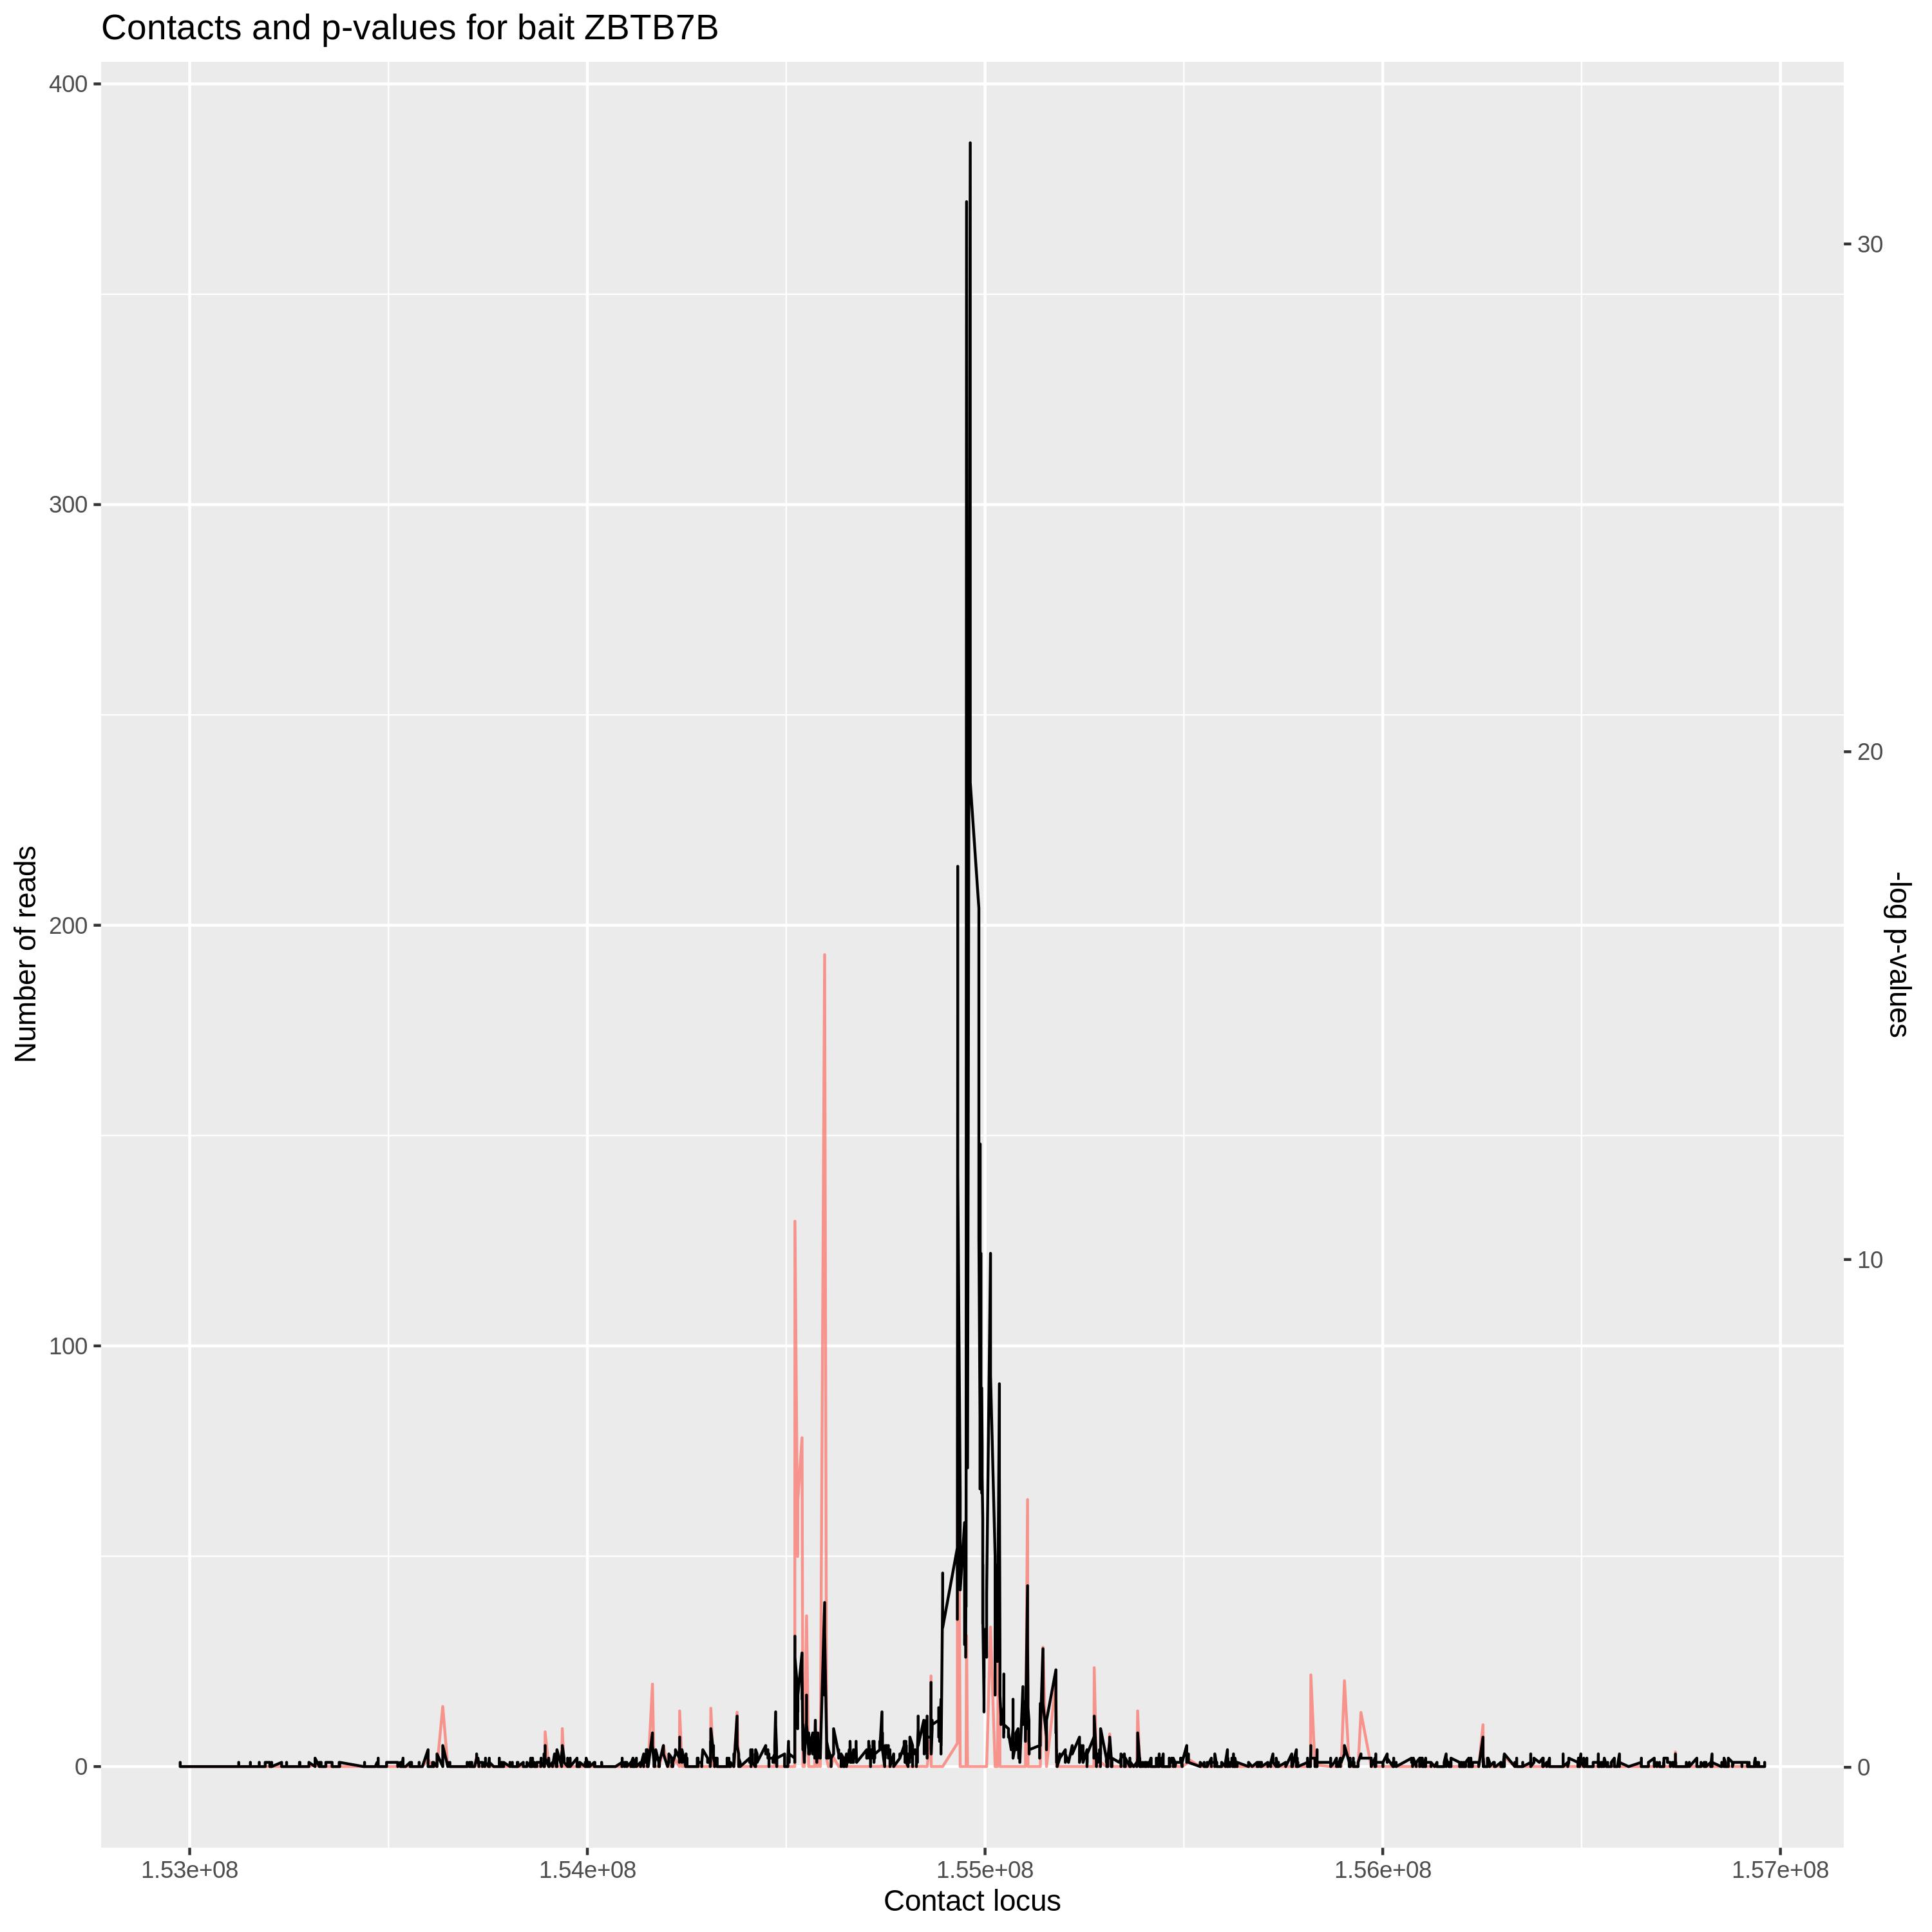 Contacts and p-values for bait ZBTB7B
400
300
200
100
0
Number of reads
30
20
10
0
-log p-values
1.53e+08
1.54e+08
1.55e+08
1.56e+08
1.57e+08
Contact locus